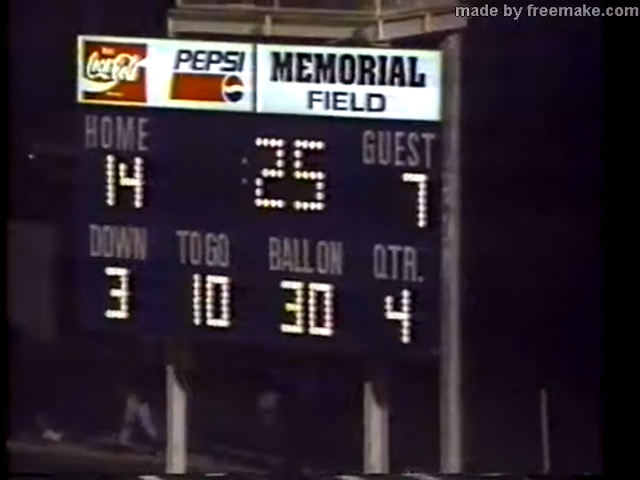 made by freemake.com
Coca-Cola PEPSI MEMORIAL
FIELD
HOME :25 GUEST
14 7
DOWN TO GO BALL ON QTR.
3 10 30 4